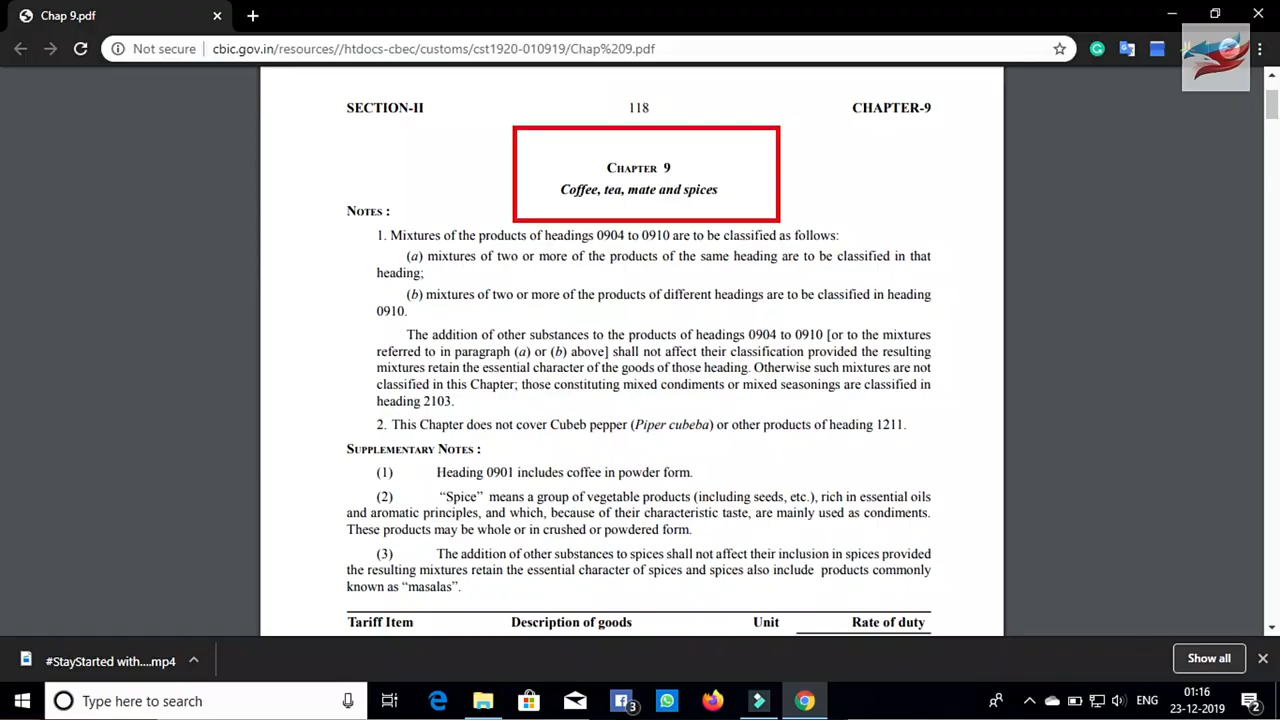 Chap 9.pdf
Not secure
cbic.gov.in/resources//htdocs-cbec/customs/cst1920-010919/Chap%209.pdf
SECTION-II 118 CHAPTER-9
CHAPTER 9
Coffee, tea, mate and spices
NOTES :
1. Mixtures of the products of headings 0904 to 0910 are to be classified as follows:
(a) mixtures of two or more of the products of the same heading are to be classified in that
heading;
(b) mixtures of two or more of the products of different headings are to be classified in heading
0910.
The addition of other substances to the products of headings 0904 to 0910 [or to the mixtures
referred to in paragraph (a) or (b) above] shall not affect their classification provided the resulting
mixtures retain the essential character of the goods of those heading. Otherwise such mixtures are not
classified in this Chapter; those constituting mixed condiments or mixed seasonings are classified in
heading 2103.
2. This Chapter does not cover Cubeb pepper (Piper cubeba) or other products of heading 1211.
SUPPLEMENTARY NOTES :
(1) Heading 0901 includes coffee in powder form.
(2) “Spice” means a group of vegetable products (including seeds, etc.), rich in essential oils
and aromatic principles, and which, because of their characteristic taste, are mainly used as condiments.
These products may be whole or in crushed or powdered form.
(3) The addition of other substances to spices shall not affect their inclusion in spices provided
the resulting mixtures retain the essential character of spices and spices also include products commonly
known as “masalas”.
Tariff Item Description of goods Unit Rate of duty
#StayStarted with....mp4
Show all
Type here to search
3
ENG
01:16
23-12-2019
2